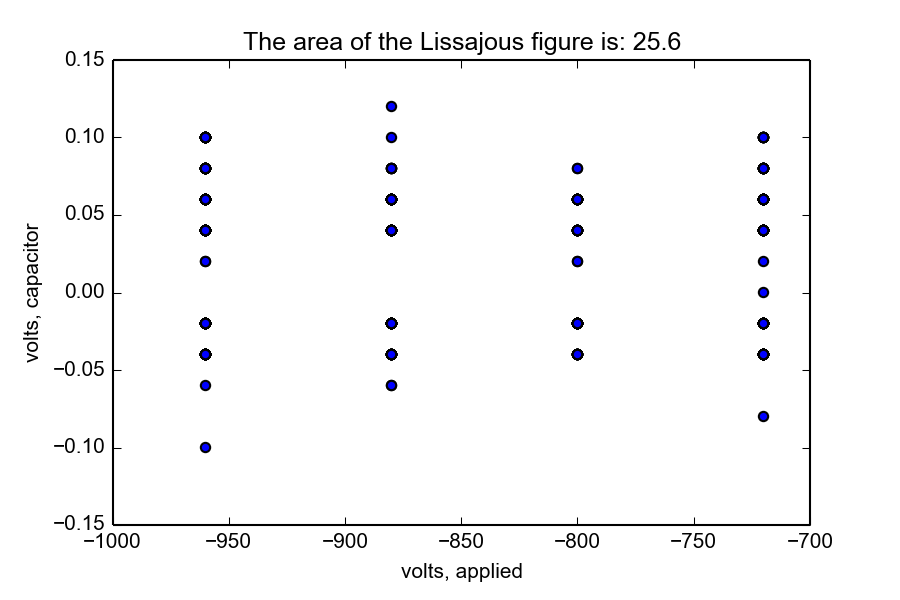 The area of the Lissajous figure is: 25.6
0.15
0.10
0.05
0.00
−0.05
−0.10
−0.15
−1000 −950 −900 −850 −800 −750 −700
volts, capacitor
volts, applied